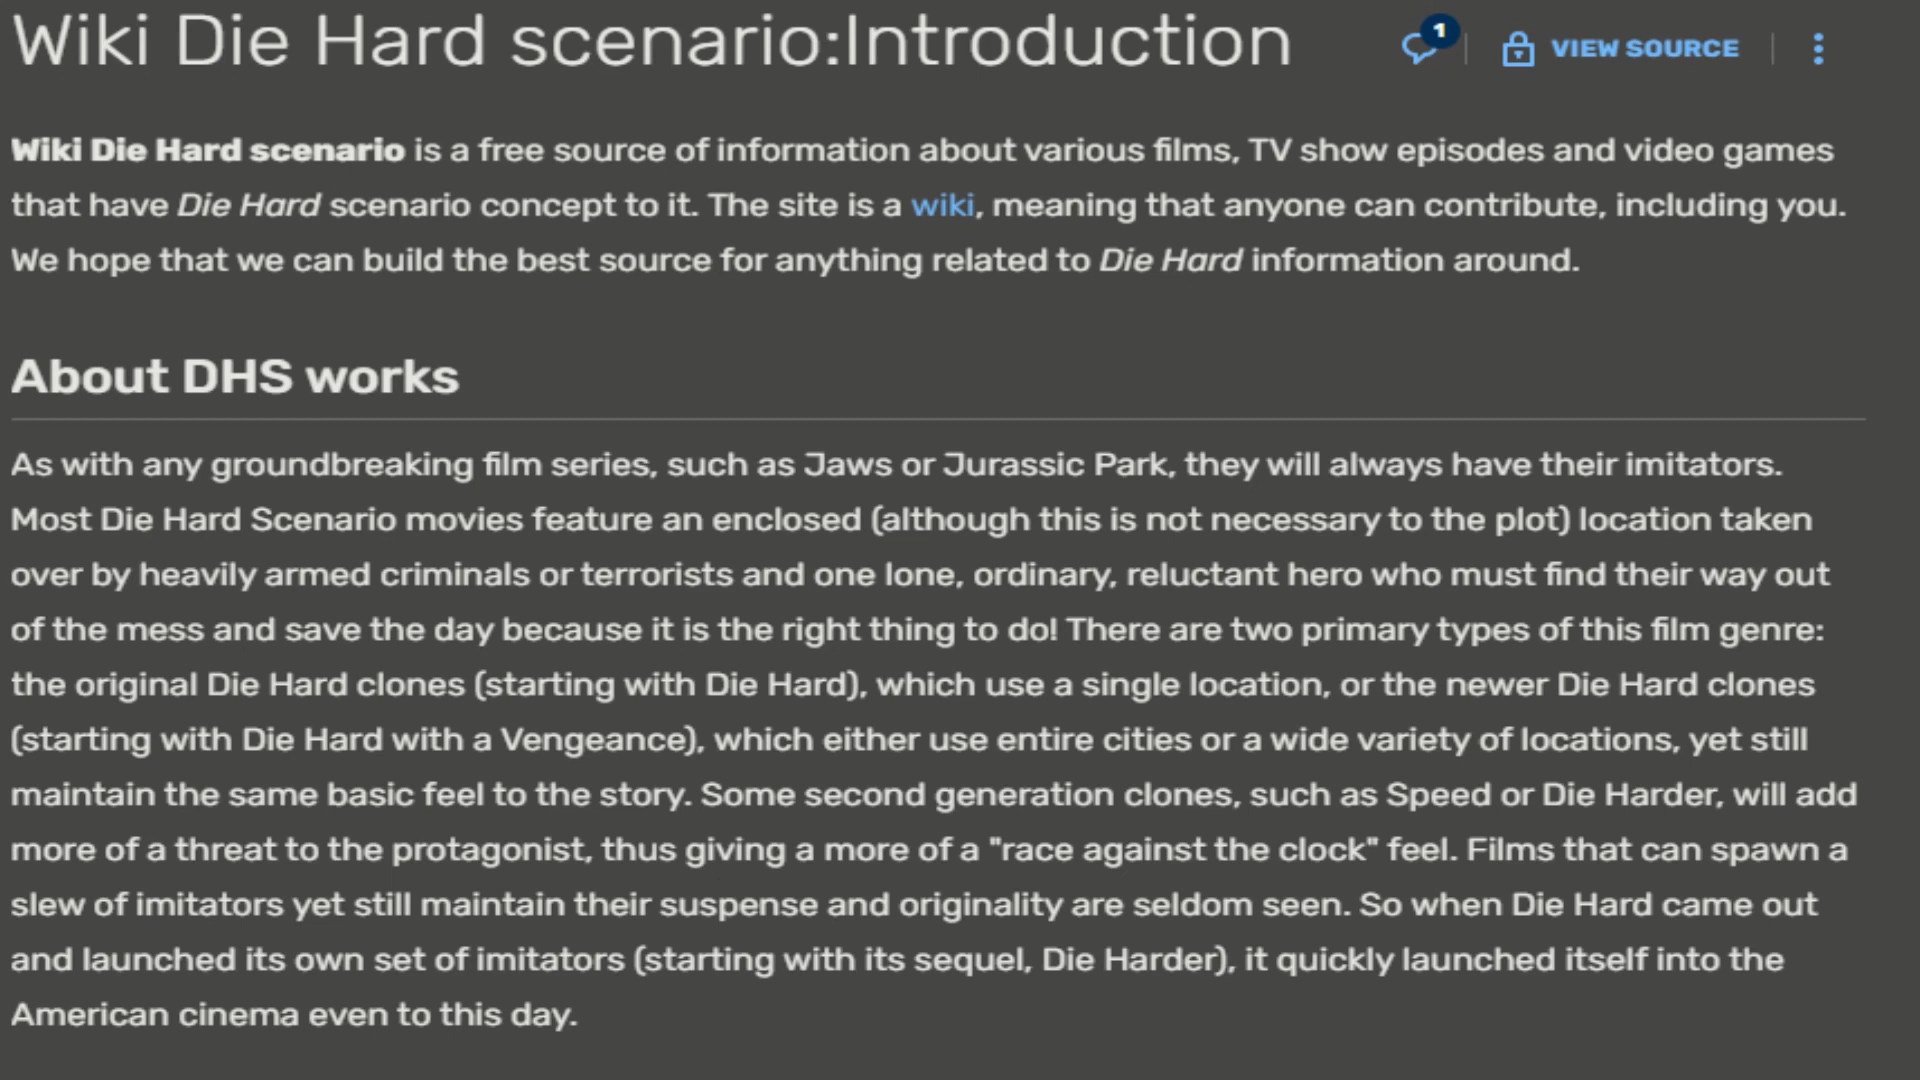 Wiki Die Hard scenario:Introduction
1
VIEW SOURCE
Wiki Die Hard scenario is a free source of information about various films, TV show episodes and video games
that have Die Hard scenario concept to it. The site is a wiki, meaning that anyone can contribute, including you.
We hope that we can build the best source for anything related to Die Hard information around.
About DHS works
As with any groundbreaking film series, such as Jaws or Jurassic Park, they will always have their imitators.
Most Die Hard Scenario movies feature an enclosed (although this is not necessary to the plot) location taken
over by heavily armed criminals or terrorists and one lone, ordinary, reluctant hero who must find their way out
of the mess and save the day because it is the right thing to do! There are two primary types of this film genre:
the original Die Hard clones (starting with Die Hard), which use a single location, or the newer Die Hard clones
(starting with Die Hard with a Vengeance), which either use entire cities or a wide variety of locations, yet still
maintain the same basic feel to the story. Some second generation clones, such as Speed or Die Harder, will add
more of a threat to the protagonist, thus giving a more of a "race against the clock" feel. Films that can spawn a
slew of imitators yet still maintain their suspense and originality are seldom seen. So when Die Hard came out
and launched its own set of imitators (starting with its sequel, Die Harder), it quickly launched itself into the
American cinema even to this day.